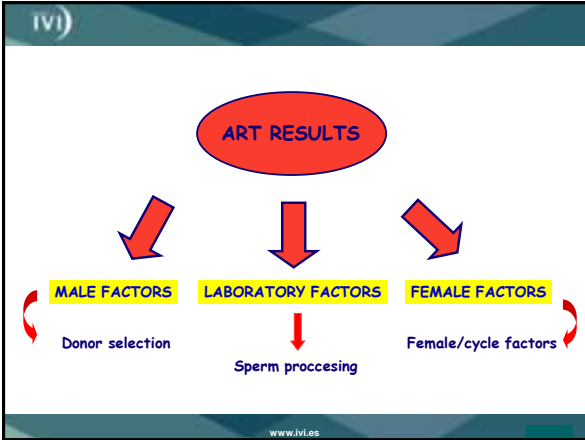 IVI
ART RESULTS
MALE FACTORS LABORATORY FACTORS FEMALE FACTORS
Donor selection
Female/cycle factors
Sperm proccesing
www.ivi.es